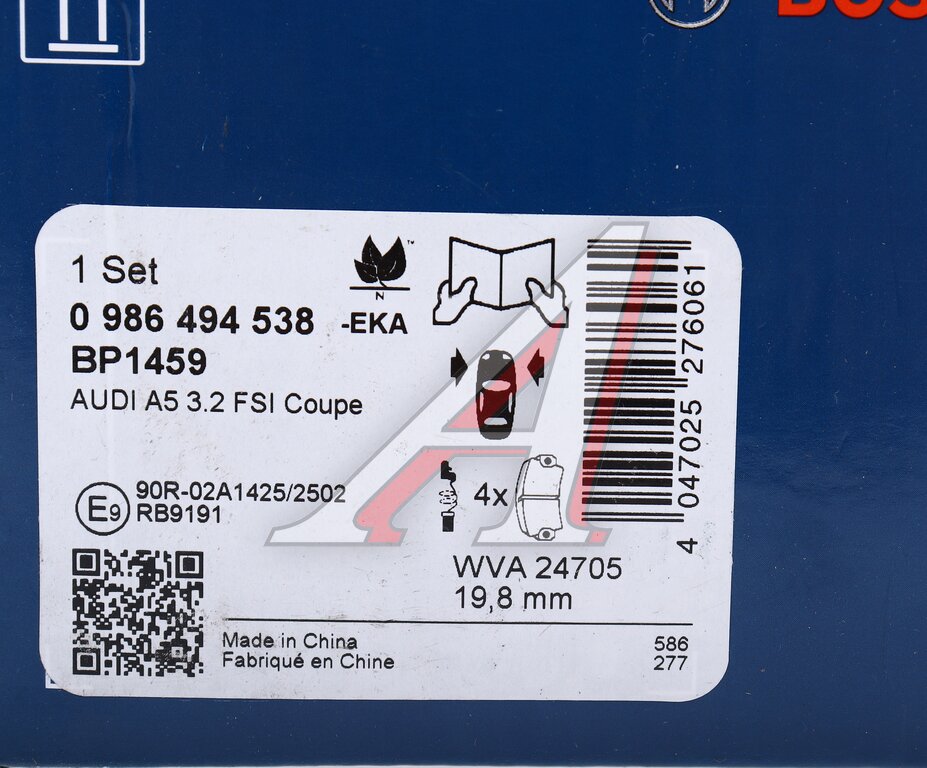 BOS
1 Set
N
0 986 494 538 -EKA
BP1459
AUDI A5 3.2 FSI Coupe
E9
90R-02A1425/2502
RB9191
4x
WVA 24705
19,8 mm
4 047025 276061
Made in China
Fabriqué en Chine
586
277